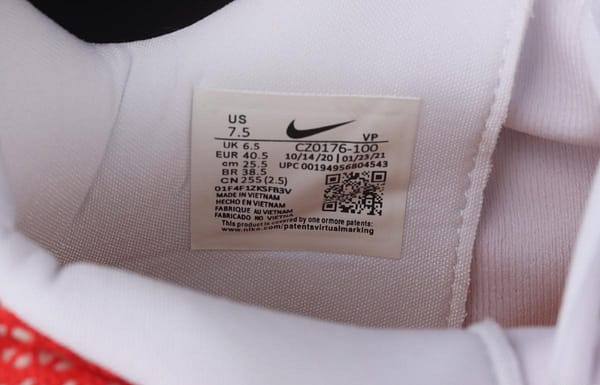 US
7.5
VP
UK 6.5
CZ0176-100
EUR 40.5
10/14/20 | 01/23/21
cm 25.5
UPC 00194956804543
BR 38.5
CN 255 (2.5)
01F4F1ZKSFB3V
MADE IN VIETNAM
HECHO EN VIETNAM
FABRIQUE AU VIETNAM
FABRICADO NO VIETNÃ
This product is covered by one or more patents:
www.nike.com/patentsvirtualmarking